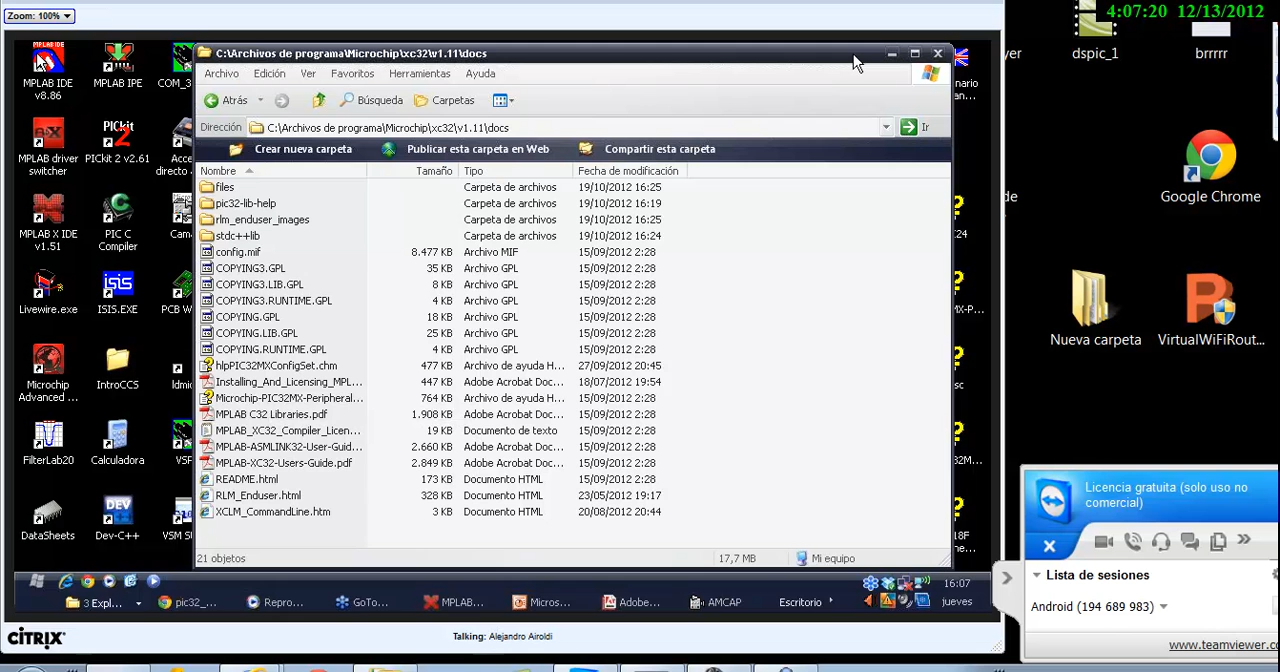 Zoom: 100%
4:07:20 12/13/2012
C:\Archivos de programa\Microchip\xc32\v1.11\docs
Archivo Edición Ver Favoritos Herramientas Ayuda
Atrás Búsqueda Carpetas
Dirección C:\Archivos de programa\Microchip\xc32\v1.11\docs Ir
Crear nueva carpeta Publicar esta carpeta en Web Compartir esta carpeta
Nombre Tamaño Tipo Fecha de modificación
files Carpeta de archivos 19/10/2012 16:25
pic32-lib-help Carpeta de archivos 19/10/2012 16:19
rlm_enduser_images Carpeta de archivos 19/10/2012 16:25
stdc++lib Carpeta de archivos 19/10/2012 16:24
config.mif 8.477 KB Archivo MIF 15/09/2012 2:28
COPYING3.GPL 35 KB Archivo GPL 15/09/2012 2:28
COPYING3.LIB.GPL 8 KB Archivo GPL 15/09/2012 2:28
COPYING3.RUNTIME.GPL 4 KB Archivo GPL 15/09/2012 2:28
COPYING.GPL 18 KB Archivo GPL 15/09/2012 2:28
COPYING.LIB.GPL 25 KB Archivo GPL 15/09/2012 2:28
COPYING.RUNTIME.GPL 4 KB Archivo GPL 15/09/2012 2:28
hlpPIC32MXConfigSet.chm 477 KB Archivo de ayuda H... 27/09/2012 20:45
Installing_And_Licensing_MPL... 447 KB Adobe Acrobat Doc... 18/07/2012 19:54
Microchip-PIC32MX-Peripheral... 764 KB Archivo de ayuda H... 15/09/2012 2:28
MPLAB C32 Libraries.pdf 1.908 KB Adobe Acrobat Doc... 15/09/2012 2:28
MPLAB_XC32_Compiler_Licen... 19 KB Documento de texto 15/09/2012 2:28
MPLAB-ASMLINK32-User-Guid... 2.660 KB Adobe Acrobat Doc... 15/09/2012 2:28
MPLAB-XC32-Users-Guide.pdf 2.849 KB Adobe Acrobat Doc... 15/09/2012 2:28
README.html 173 KB Documento HTML 15/09/2012 2:28
RLM_Enduser.html 328 KB Documento HTML 23/05/2012 19:17
XCLM_CommandLine.htm 3 KB Documento HTML 20/08/2012 20:44
21 objetos 17,7 MB Mi equipo
MPLAB IDE
v8.86
MPLAB IPE
COM_3
MPLAB driver
switcher
PICkit 2
PICkit 2 v2.61
Acce
directo
MPLAB X IDE
v1.51
PIC C
Compiler
Cam
Livewire.exe
isis
ISIS.EXE
PCB W
Microchip
Advanced ...
IntroCCS
ldmic
FilterLab20
Calculadora
VSF
DataSheets
DEV
Dev-C++
VSM S
dspic_1
brrrrr
Google Chrome
Nueva carpeta
VirtualWiFiRout...
3 Expl... pic32_... Repro... GoTo... MPLAB... Micros... Adobe... AMCAP Escritorio
16:07
jueves
CITRIX
Talking: Alejandro Airoldi
Licencia gratuita (solo uso no
comercial)
Lista de sesiones
Android (194 689 983)
www.teamviewer.c